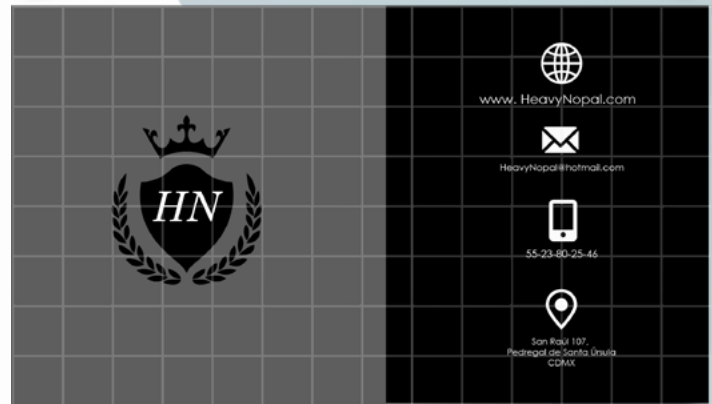 HN
www. HeavyNopal.com
HeavyNopal@hotmail.com
55-23-80-25-46
San Raúl 107,
Pedregal de Santa Úrsula
CDMX